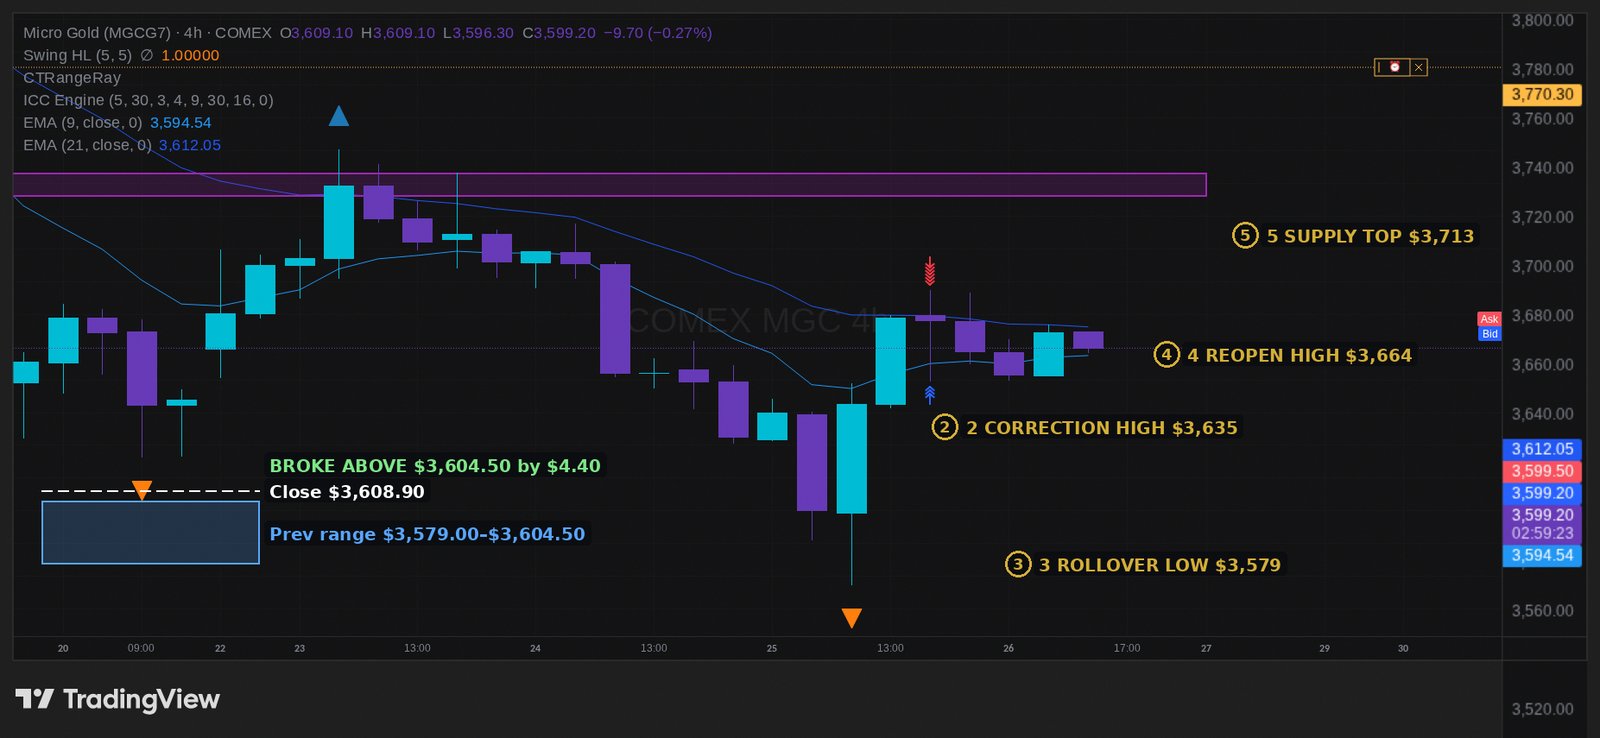 Micro Gold (MGCG7) · 4h · COMEX O3,609.10 H3,609.10 L3,596.30 C3,599.20 −9.70 (−0.27%)
Swing HL (5, 5) ∅ 1.00000
CTRangeRay
ICC Engine (5, 30, 3, 4, 9, 30, 16, 0)
EMA (9, close, 0) 3,594.54
EMA (21, close, 0) 3,612.05
3,800.00
3,780.00
3,770.30
3,760.00
3,740.00
3,720.00
5 5 SUPPLY TOP $3,713
3,700.00
COMEX MGC 4h
3,680.00
Ask
Bid
4 4 REOPEN HIGH $3,664
3,660.00
3,640.00
2 2 CORRECTION HIGH $3,635
3,612.05
BROKE ABOVE $3,604.50 by $4.40
3,599.50
Close $3,608.90
3,599.20
3,599.20
02:59:23
Prev range $3,579.00–$3,604.50
3,594.54
3 3 ROLLOVER LOW $3,579
3,560.00
20 09:00 22 23 13:00 24 13:00 25 13:00 26 17:00 27 29 30
TradingView
3,520.00